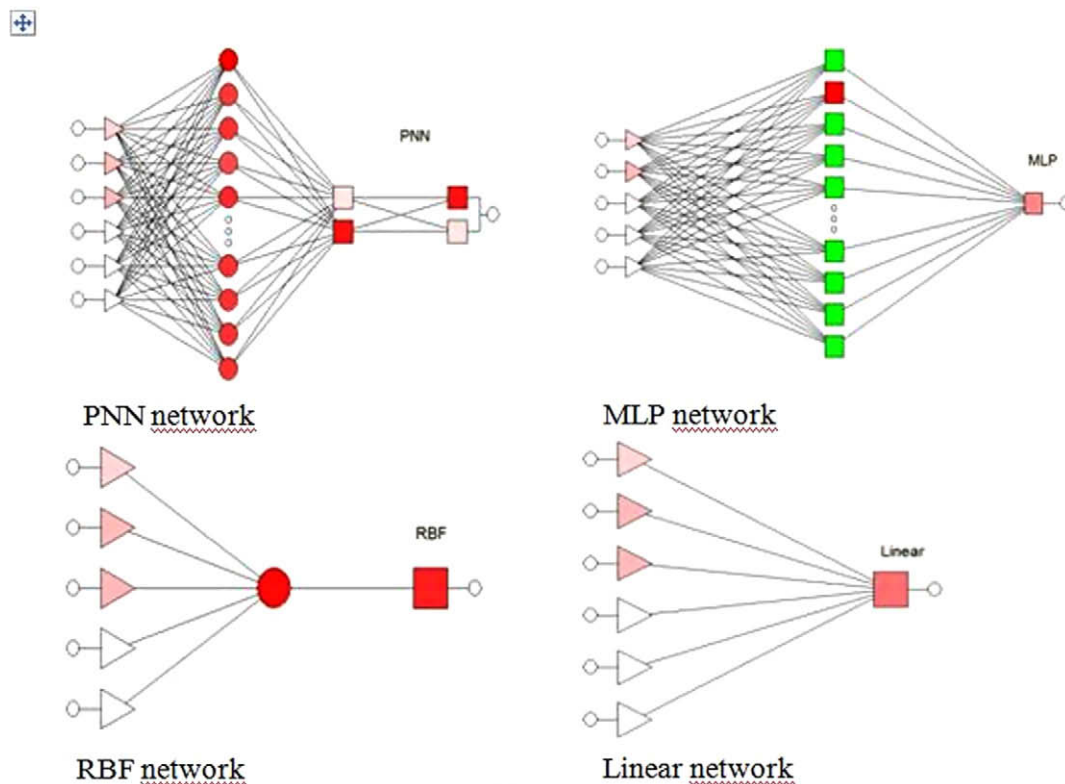 PNN
MLP
PNN network
MLP network
RBF
Linear
RBF network
Linear network